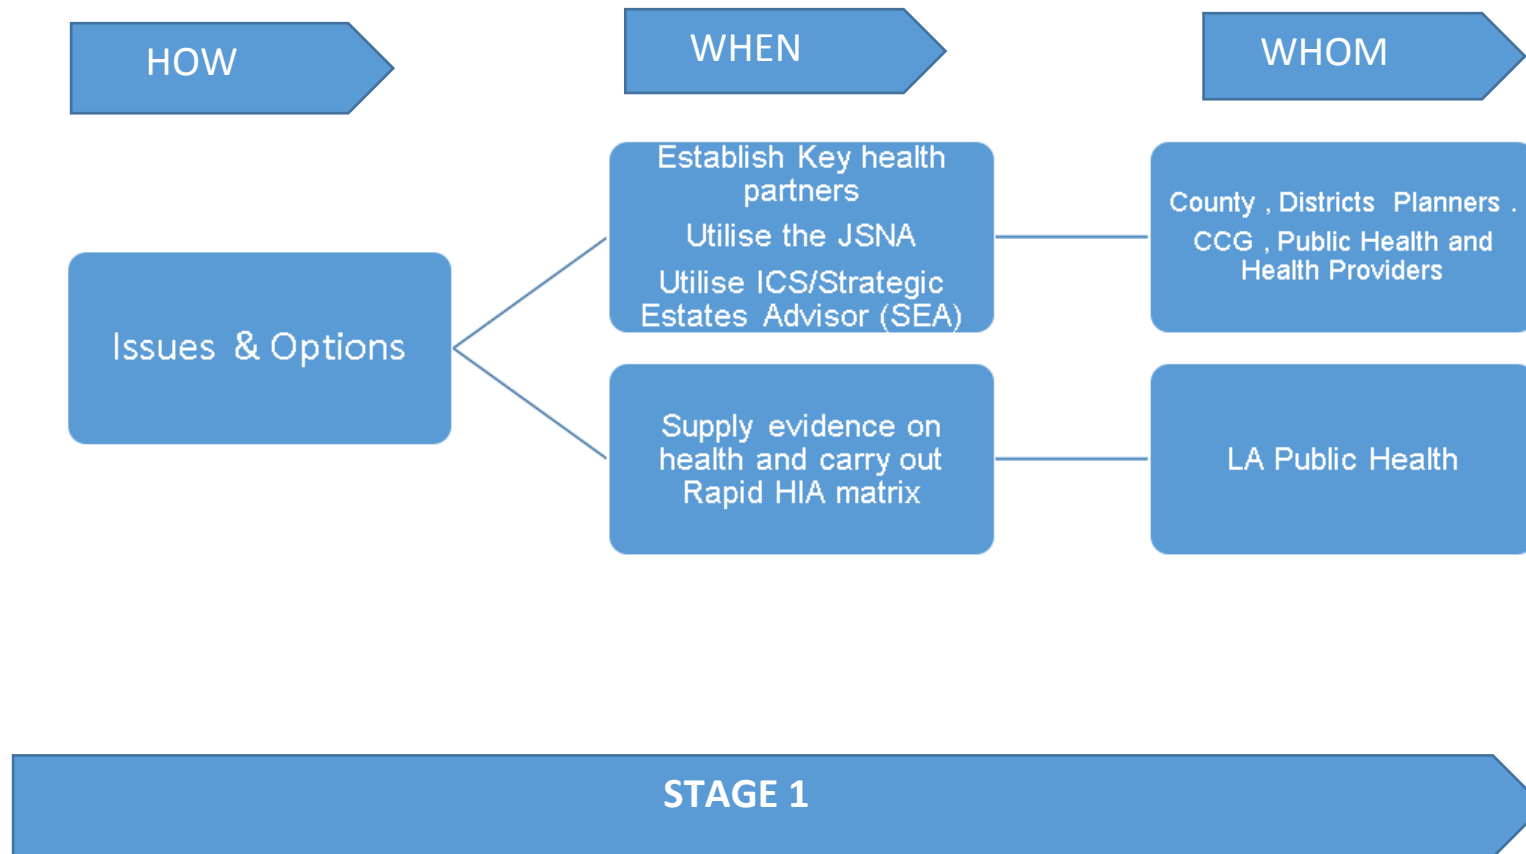 HOW
WHEN
WHOM
Issues & Options
Establish Key health
partners
Utilise the JSNA
Utilise ICS/Strategic
Estates Advisor (SEA)
County , Districts Planners .
CCG , Public Health and
Health Providers
Supply evidence on
health and carry out
Rapid HIA matrix
LA Public Health
STAGE 1